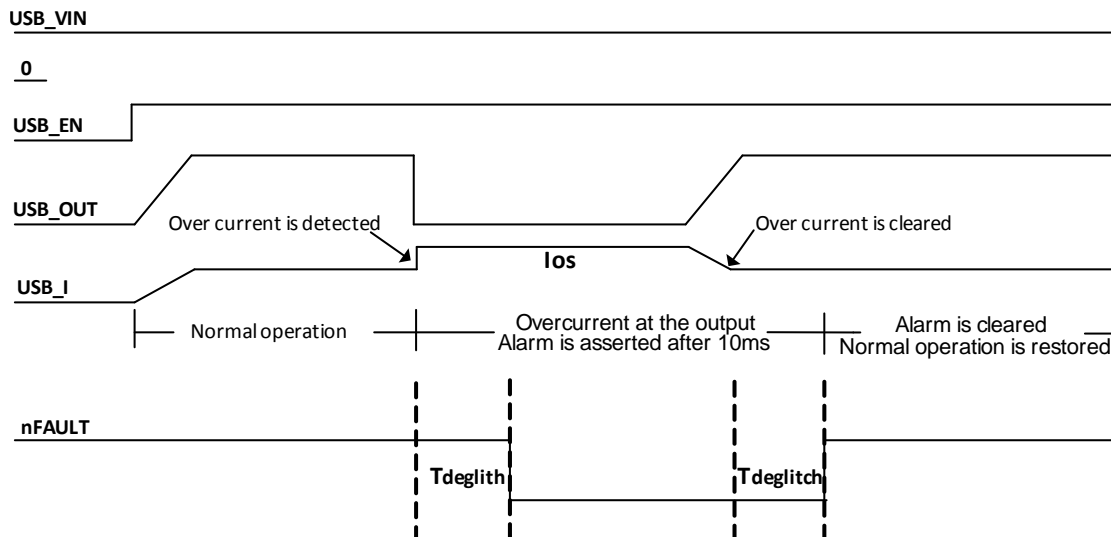 USB_VIN
0
USB_EN
USB_OUT
Over current is detected
Over current is cleared
Ios
USB_I
Normal operation
Overcurrent at the output
Alarm is asserted after 10ms
Alarm is cleared
Normal operation is restored
nFAULT
Tdeglith
Tdeglitch